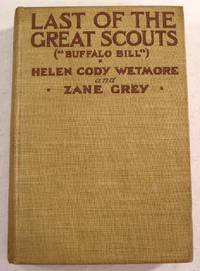 LAST OF THE
GREAT SCOUTS
("BUFFALO BILL")
HELEN CODY WETMORE
and
• ZANE GREY •